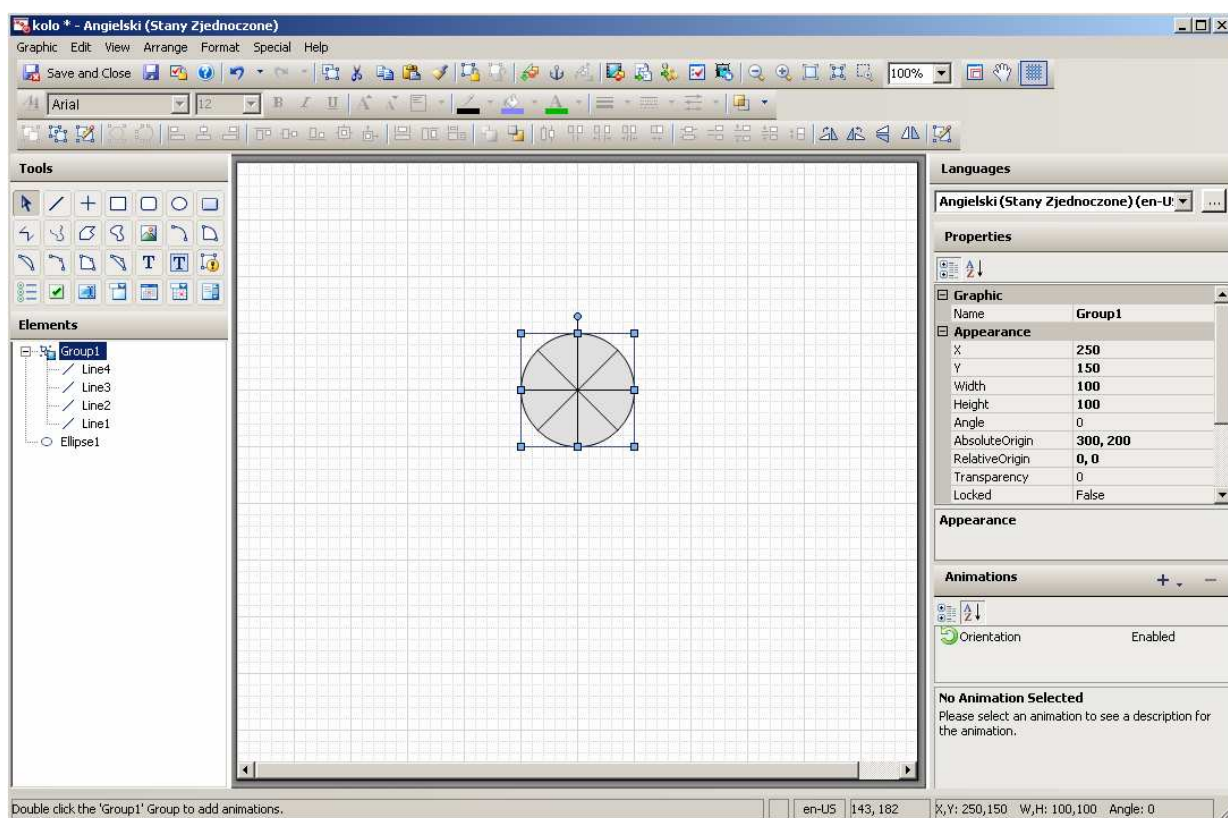 kolo * - Angielski (Stany Zjednoczone)
Graphic Edit View Arrange Format Special Help
Save and Close 100%
Arial 12 B I U A A A
Tools
T T
Elements
Group1
Line4
Line3
Line2
Line1
Ellipse1
Languages
Angielski (Stany Zjednoczone) (en-U
Properties
Graphic
Name Group1
Appearance
X 250
Y 150
Width 100
Height 100
Angle 0
AbsoluteOrigin 300, 200
RelativeOrigin 0, 0
Transparency 0
Locked False
Appearance
Animations
Orientation Enabled
No Animation Selected
Please select an animation to see a description for
the animation.
Double click the 'Group1' Group to add animations. en-US 143, 182 X,Y: 250,150 W,H: 100,100 Angle: 0